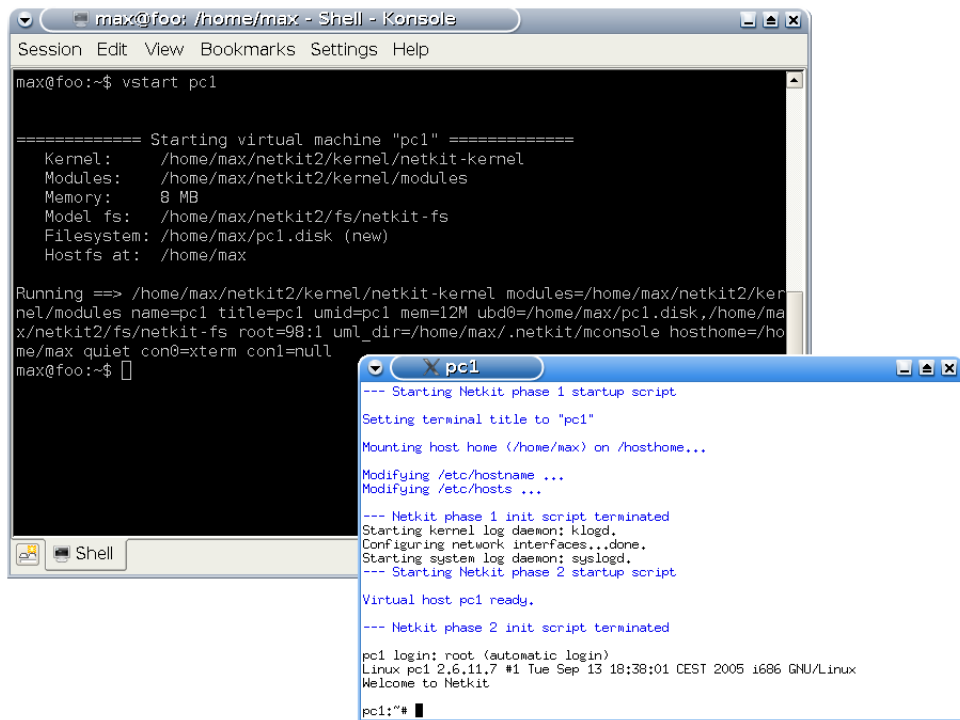 max@foo: /home/max - Shell - Konsole
Session Edit View Bookmarks Settings Help
max@foo:~$ vstart pc1
============= Starting virtual machine "pc1" =============
Kernel: /home/max/netkit2/kernel/netkit-kernel
Modules: /home/max/netkit2/kernel/modules
Memory: 8 MB
Model fs: /home/max/netkit2/fs/netkit-fs
Filesystem: /home/max/pc1.disk (new)
Hostfs at: /home/max
Running ==> /home/max/netkit2/kernel/netkit-kernel modules=/home/max/netkit2/ker
nel/modules name=pc1 title=pc1 umid=pc1 mem=12M ubd0=/home/max/pc1.disk,/home/ma
x/netkit2/fs/netkit-fs root=98:1 uml_dir=/home/max/.netkit/mconsole hosthome=/ho
me/max quiet con0=xterm con1=null
max@foo:~$
Shell
pc1
--- Starting Netkit phase 1 startup script
Setting terminal title to "pc1"
Mounting host home (/home/max) on /hosthome...
Modifying /etc/hostname ...
Modifying /etc/hosts ...
--- Netkit phase 1 init script terminated
Starting kernel log daemon: klogd.
Configuring network interfaces...done.
Starting system log daemon: syslogd.
--- Starting Netkit phase 2 startup script
Virtual host pc1 ready.
--- Netkit phase 2 init script terminated
pc1 login: root (automatic login)
Linux pc1 2.6.11.7 #1 Tue Sep 13 18:38:01 CEST 2005 i686 GNU/Linux
Welcome to Netkit
pc1:~#